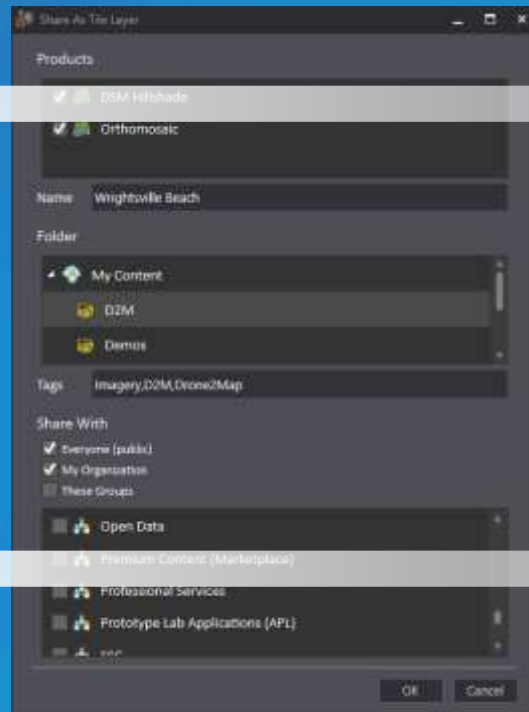 Share As Tile Layer
Products
DSM Hillshade
Orthomosaic
Name Wrightsville Beach
Folder
My Content
D2M
Demos
Tags Imagery,D2M,Drone2Map
Share With
Everyone (public)
My Organization
These Groups
Open Data
Premium Content (Marketplace)
Professional Services
Prototype Lab Applications (APL)
OK Cancel